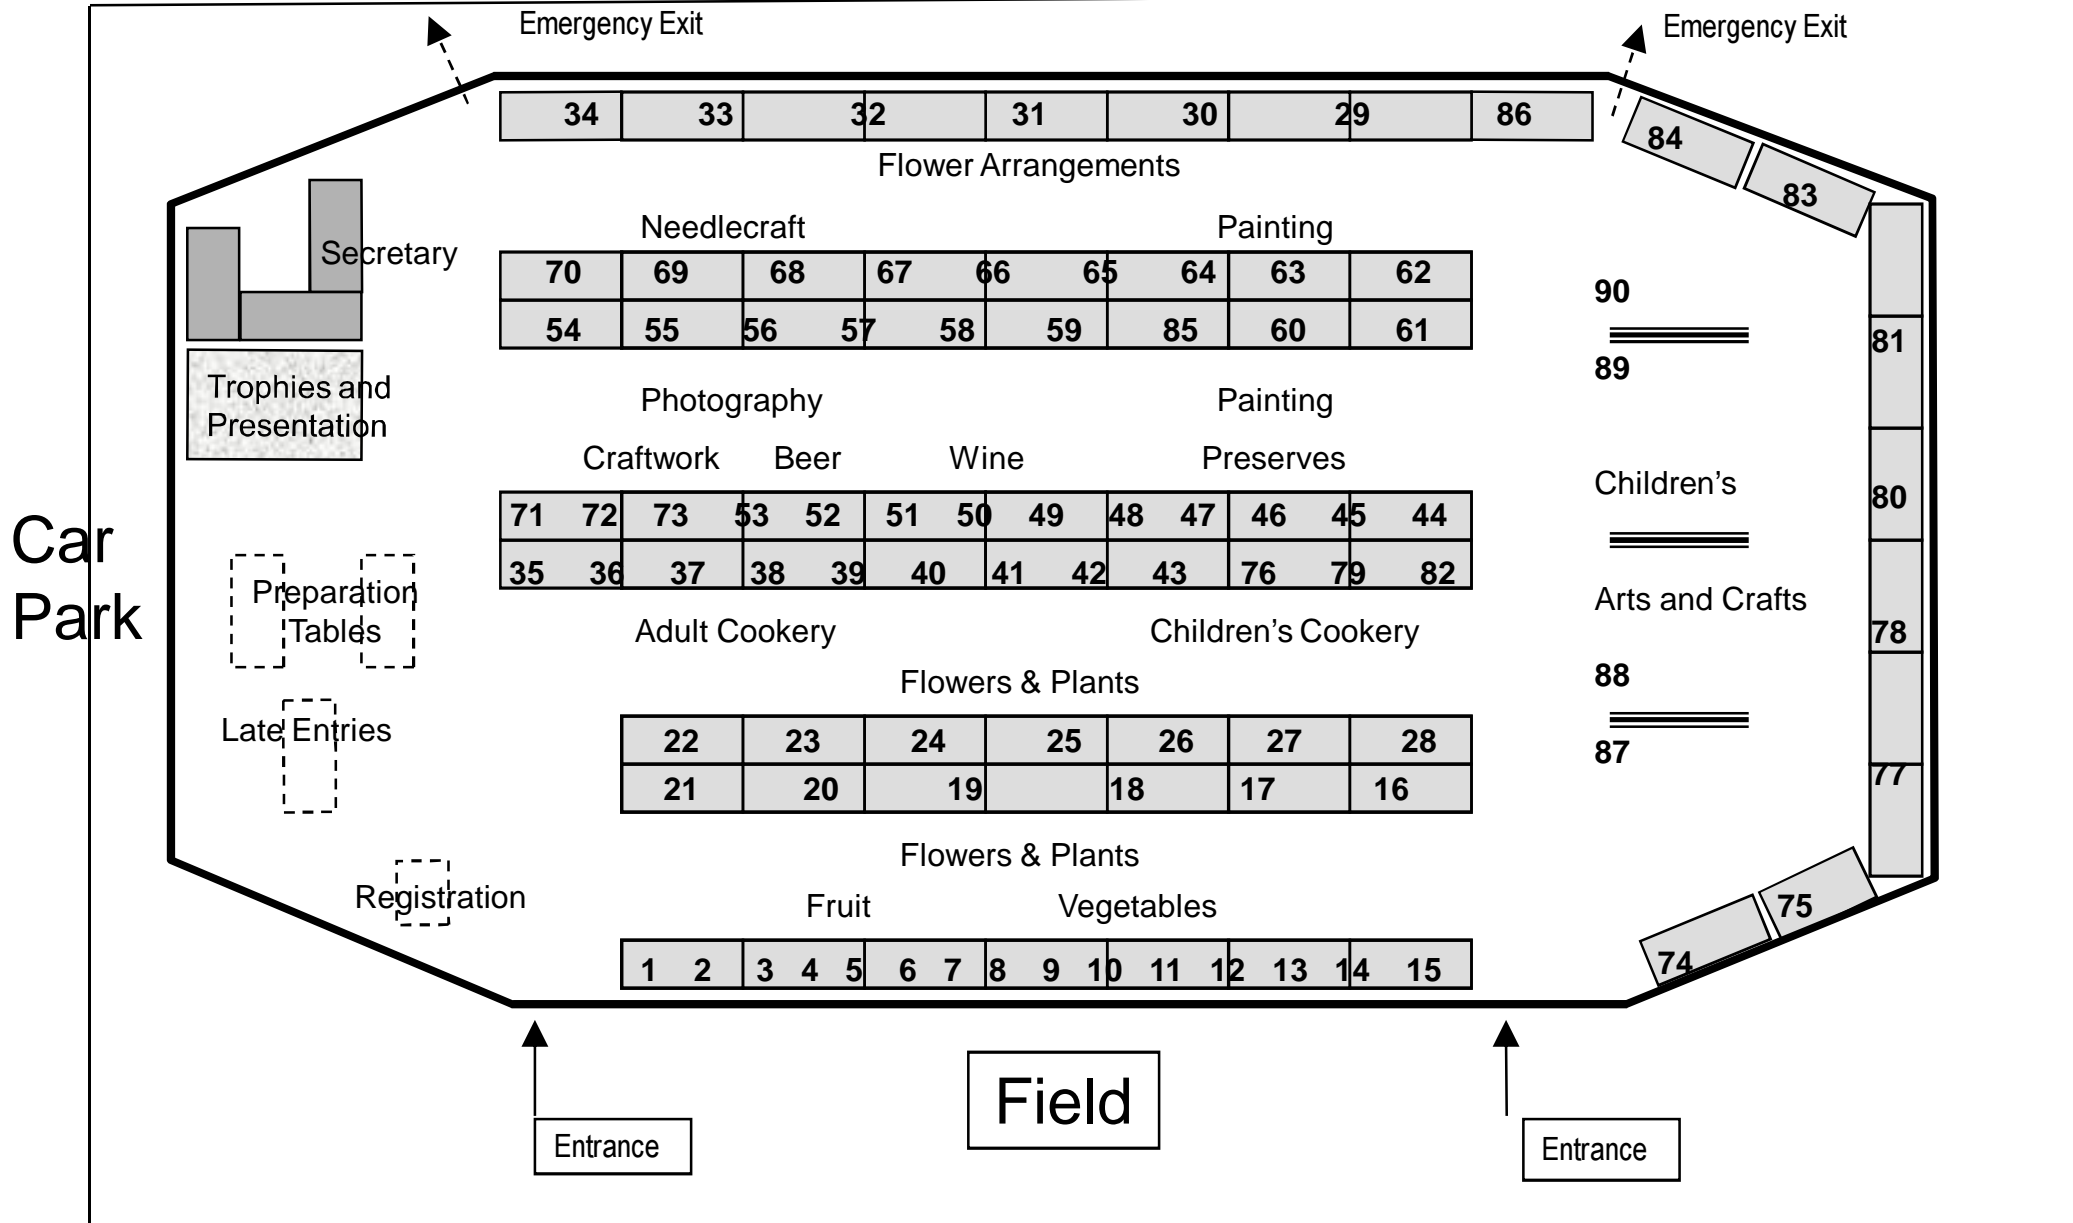 Emergency Exit
Emergency Exit
34 33 32 31 30 29 86
84
83
Flower Arrangements
Needlecraft Painting
Secretary
70 69 68 67 66 65 64 63 62
90
54 55 56 57 58 59 85 60 61
81
89
Trophies and
Presentation
Photography Painting
Craftwork Beer Wine Preserves
Children's
80
71 72 73 53 52 51 50 49 48 47 46 45 44
Car
Park
35 36 37 38 39 40 41 42 43 76 79 82
Preparation
Tables
Arts and Crafts
Adult Cookery Children's Cookery
78
Flowers & Plants
88
Late Entries
22 23 24 25 26 27 28
87
77
21 20 19 18 17 16
Flowers & Plants
Registration
Fruit Vegetables
75
1 2 3 4 5 6 7 8 9 10 11 12 13 14 15
74
Field
Entrance
Entrance